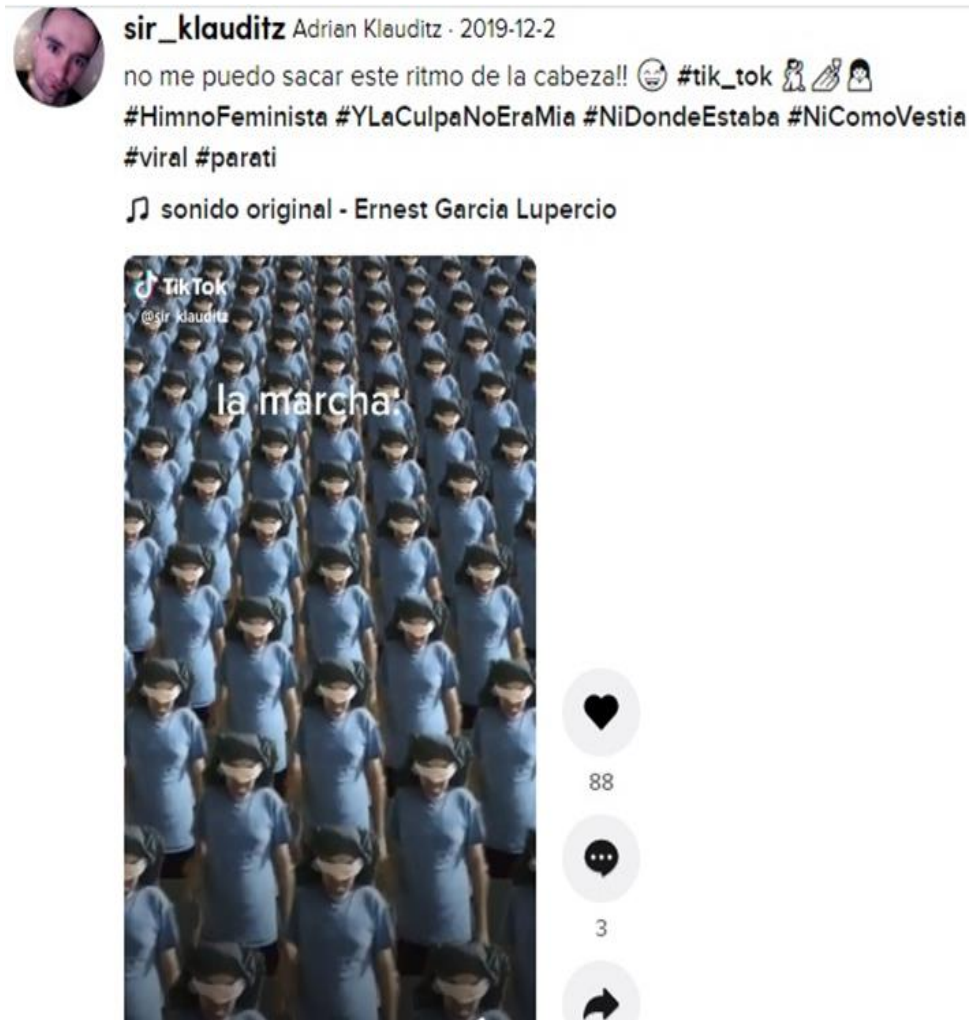 sir_klauditz Adrian Klauditz · 2019-12-2
no me puedo sacar este ritmo de la cabeza!! 😅 #tik_tok 💃 💅 👩
#HimnoFeminista #YLaCulpaNoEraMia #NiDondeEstaba #NiComoVestia
#viral #parati
♫ sonido original - Ernest Garcia Lupercio
TikTok
@sir_klauditz
la marcha:
88
3